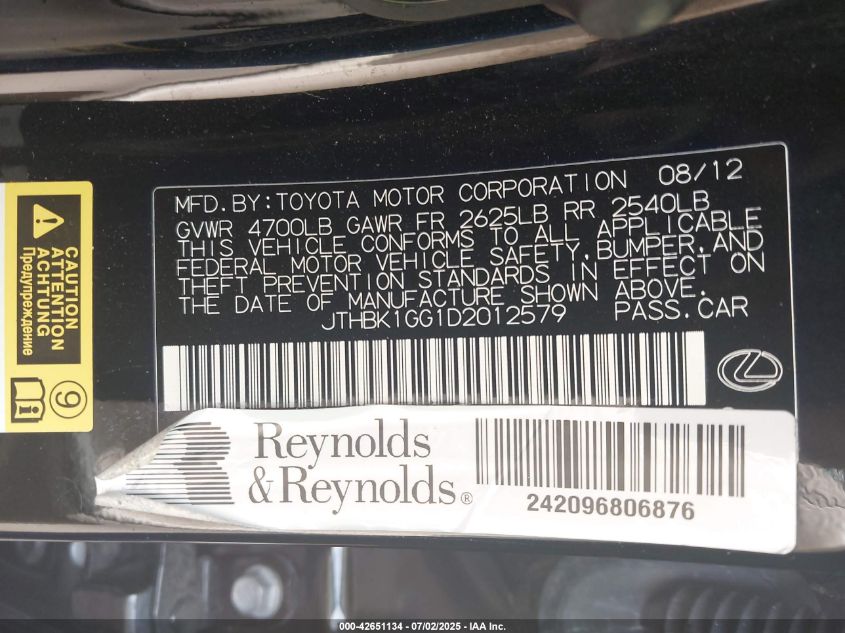 MFD.BY:TOYOTA MOTOR CORPORATION 08/12
GVWR 4700LB GAWR FR 2625LB RR 2540LB
THIS VEHICLE CONFORMS TO ALL APPLICABLE
FEDERAL MOTOR VEHICLE SAFETY,BUMPER,AND
THEFT PREVENTION STANDARDS IN EFFECT ON
THE DATE OF MANUFACTURE SHOWN ABOVE.
JTHBK1GG1D2012579 PASS.CAR
CAUTION
ATTENTION
ACHTUNG
Предупреждение
9
Reynolds
&Reynolds®
242096806876
000-42651134 - 07/02/2025 - IAA Inc.